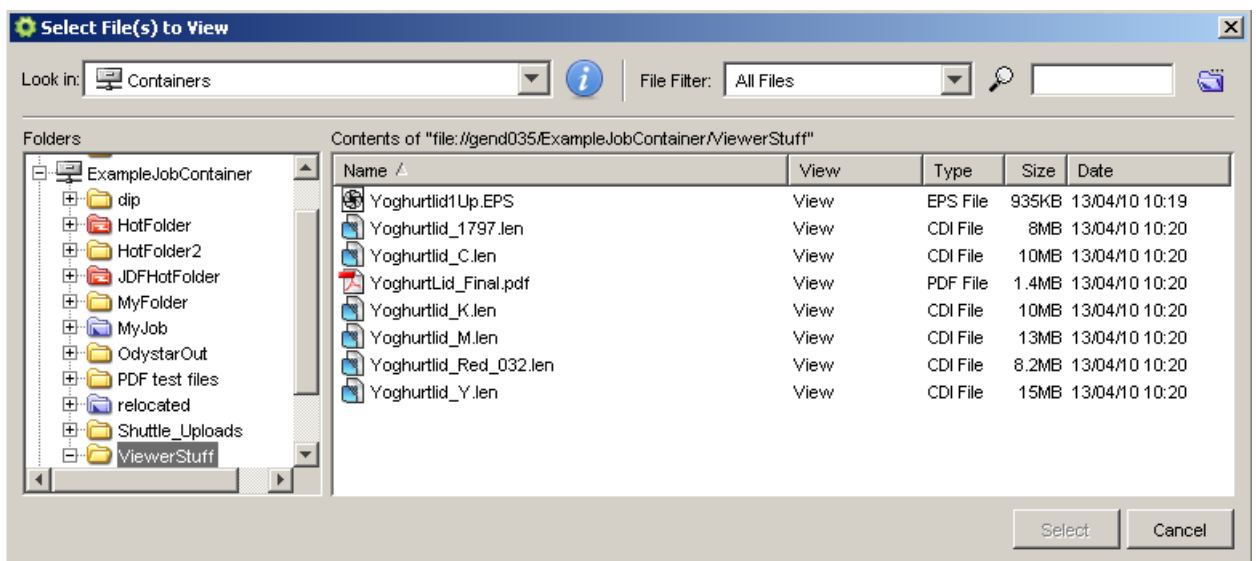 Select File(s) to View
Look in: Containers File Filter: All Files
Folders
ExampleJobContainer
dip
HotFolder
HotFolder2
JDFHotFolder
MyFolder
MyJob
OdystarOut
PDF test files
relocated
Shuttle_Uploads
ViewerStuff
Contents of "file://gend035/ExampleJobContainer/ViewerStuff"
Name View Type Size Date
Yoghurtlid1Up.EPS View EPS File 935KB 13/04/10 10:19
Yoghurtlid_1797.len View CDI File 8MB 13/04/10 10:20
Yoghurtlid_C.len View CDI File 10MB 13/04/10 10:20
YoghurtLid_Final.pdf View PDF File 1.4MB 13/04/10 10:20
Yoghurtlid_K.len View CDI File 10MB 13/04/10 10:20
Yoghurtlid_M.len View CDI File 13MB 13/04/10 10:20
Yoghurtlid_Red_032.len View CDI File 8.2MB 13/04/10 10:20
Yoghurtlid_Y.len View CDI File 15MB 13/04/10 10:20
Select Cancel